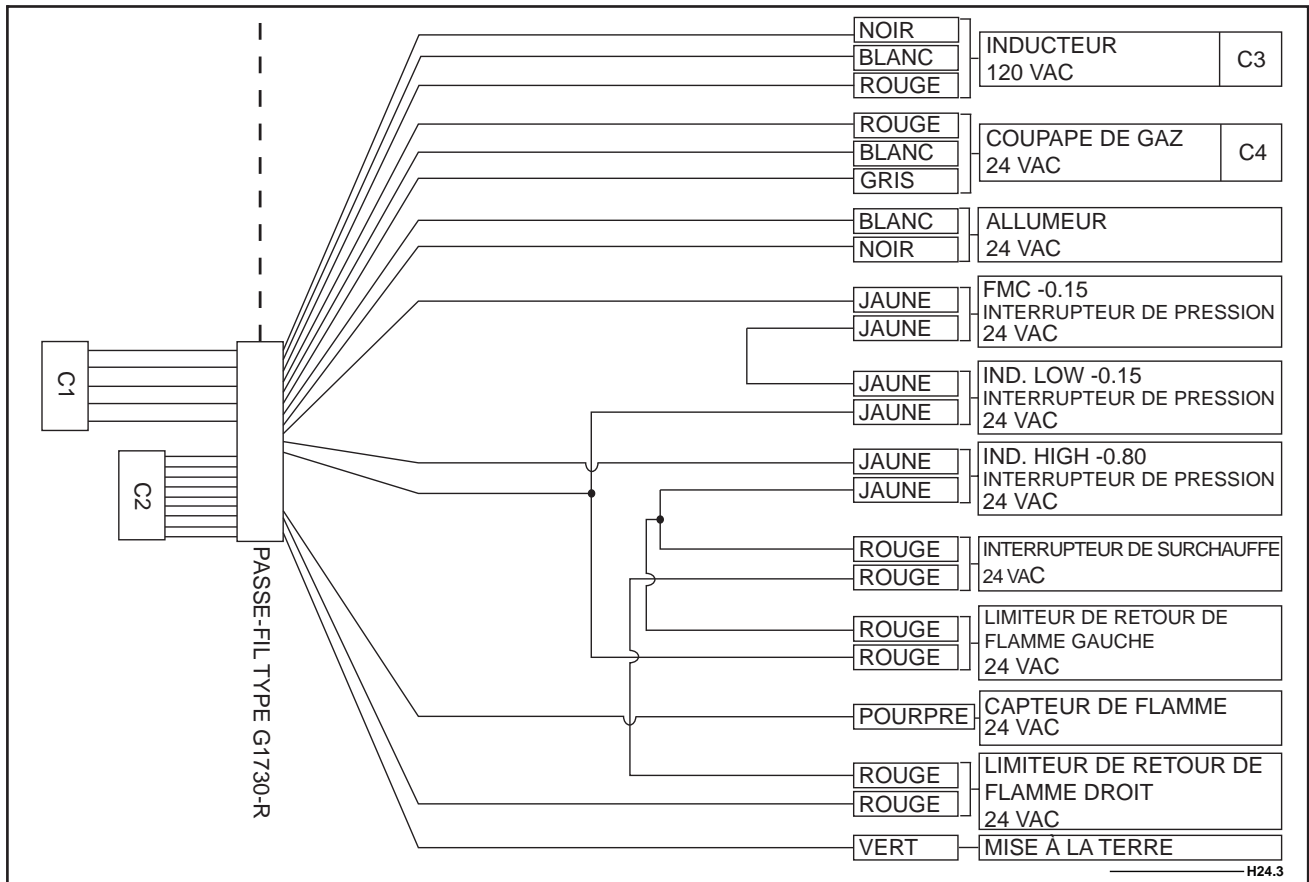 NOIR
BLANC
ROUGE
INDUCTEUR
120 VAC
C3
ROUGE
BLANC
GRIS
COUPAPE DE GAZ
24 VAC
C4
BLANC
NOIR
ALLUMEUR
24 VAC
JAUNE
JAUNE
FMC -0.15
INTERRUPTEUR DE PRESSION
24 VAC
JAUNE
JAUNE
IND. LOW -0.15
INTERRUPTEUR DE PRESSION
24 VAC
JAUNE
JAUNE
IND. HIGH -0.80
INTERRUPTEUR DE PRESSION
24 VAC
ROUGE
ROUGE
INTERRUPTEUR DE SURCHAUFFE
24 VAC
ROUGE
ROUGE
LIMITEUR DE RETOUR DE
FLAMME GAUCHE
24 VAC
POURPRE
CAPTEUR DE FLAMME
24 VAC
ROUGE
ROUGE
LIMITEUR DE RETOUR DE
FLAMME DROIT
24 VAC
VERT
MISE À LA TERRE
C1
C2
PASSE-FIL TYPE G1730-R
H24.3